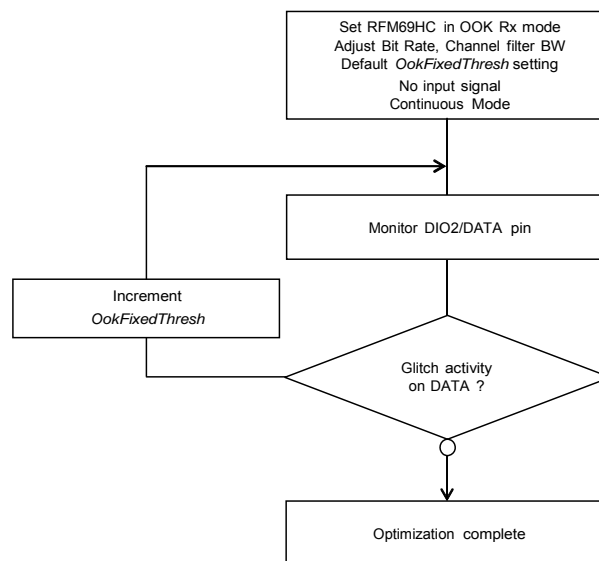 Set RFM69HC in OOK Rx mode
Adjust Bit Rate, Channel filter BW
Default OokFixedThresh setting
No input signal
Continuous Mode
Monitor DIO2/DATA pin
Increment
OokFixedThresh
Glitch activity
on DATA ?
Optimization complete